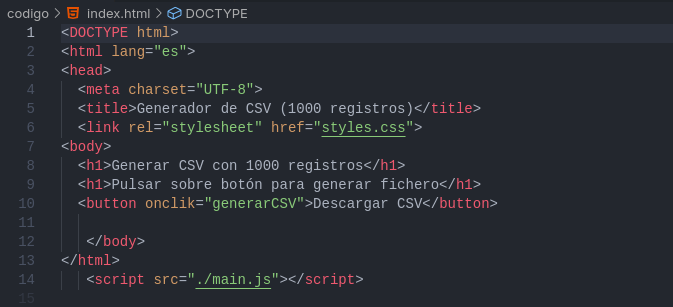 codigo > index.html > DOCTYPE
1 <DOCTYPE html>
2 <html lang="es">
3 <head>
4 <meta charset="UTF-8">
5 <title>Generador de CSV (1000 registros)</title>
6 <link rel="stylesheet" href="styles.css">
7 <body>
8 <h1>Generar CSV con 1000 registros</h1>
9 <h1>Pulsar sobre botón para generar fichero</h1>
10 <button onclik="generarCSV">Descargar CSV</button>
11
12 </body>
13 </html>
14 <script src="./main.js"></script>
15